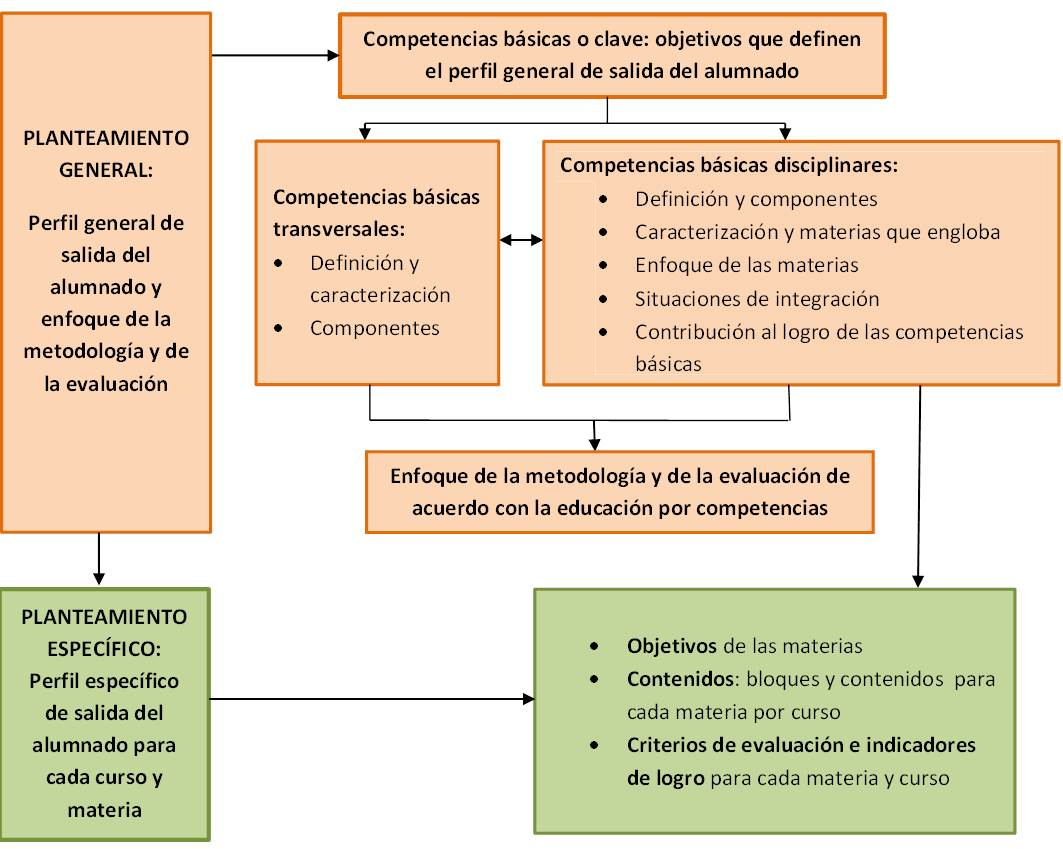 PLANTEAMIENTO
GENERAL:
Perfil general de
salida del
alumnado y
enfoque de la
metodología y de
la evaluación
Competencias básicas o clave: objetivos que definen
el perfil general de salida del alumnado
Competencias básicas
transversales:
• Definición y
caracterización
• Componentes
Competencias básicas disciplinares:
• Definición y componentes
• Caracterización y materias que engloba
• Enfoque de las materias
• Situaciones de integración
• Contribución al logro de las competencias
básicas
Enfoque de la metodología y de la evaluación de
acuerdo con la educación por competencias
PLANTEAMIENTO
ESPECÍFICO:
Perfil específico
de salida del
alumnado para
cada curso y
materia
• Objetivos de las materias
• Contenidos: bloques y contenidos para
cada materia por curso
• Criterios de evaluación e indicadores
de logro para cada materia y curso